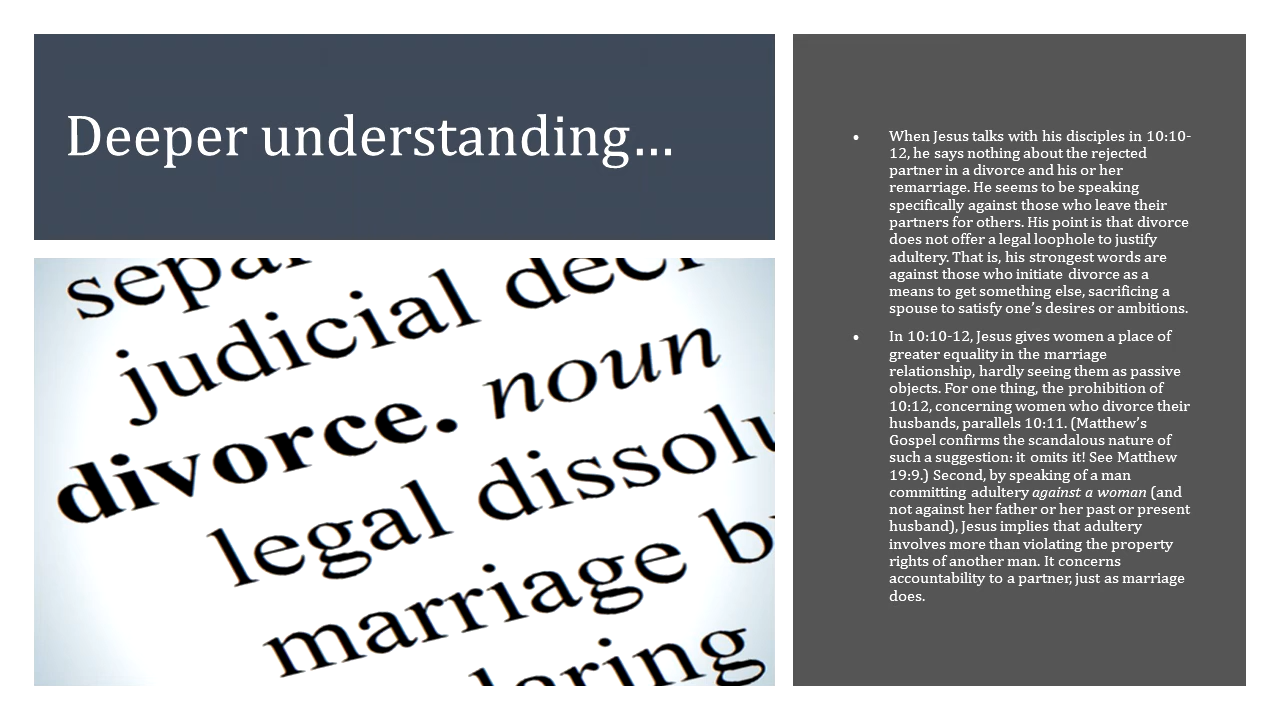 Deeper understanding…
separ
judicial decr
divorce. noun
legal dissolu
marriage b
• When Jesus talks with his disciples in 10:10-
12, he says nothing about the rejected
partner in a divorce and his or her
remarriage. He seems to be speaking
specifically against those who leave their
partners for others. His point is that divorce
does not offer a legal loophole to justify
adultery. That is, his strongest words are
against those who initiate divorce as a
means to get something else, sacrificing a
spouse to satisfy one’s desires or ambitions.
• In 10:10-12, Jesus gives women a place of
greater equality in the marriage
relationship, hardly seeing them as passive
objects. For one thing, the prohibition of
10:12, concerning women who divorce their
husbands, parallels 10:11. (Matthew’s
Gospel confirms the scandalous nature of
such a suggestion: it omits it! See Matthew
19:9.) Second, by speaking of a man
committing adultery against a woman (and
not against her father or her past or present
husband), Jesus implies that adultery
involves more than violating the property
rights of another man. It concerns
accountability to a partner, just as marriage
does.